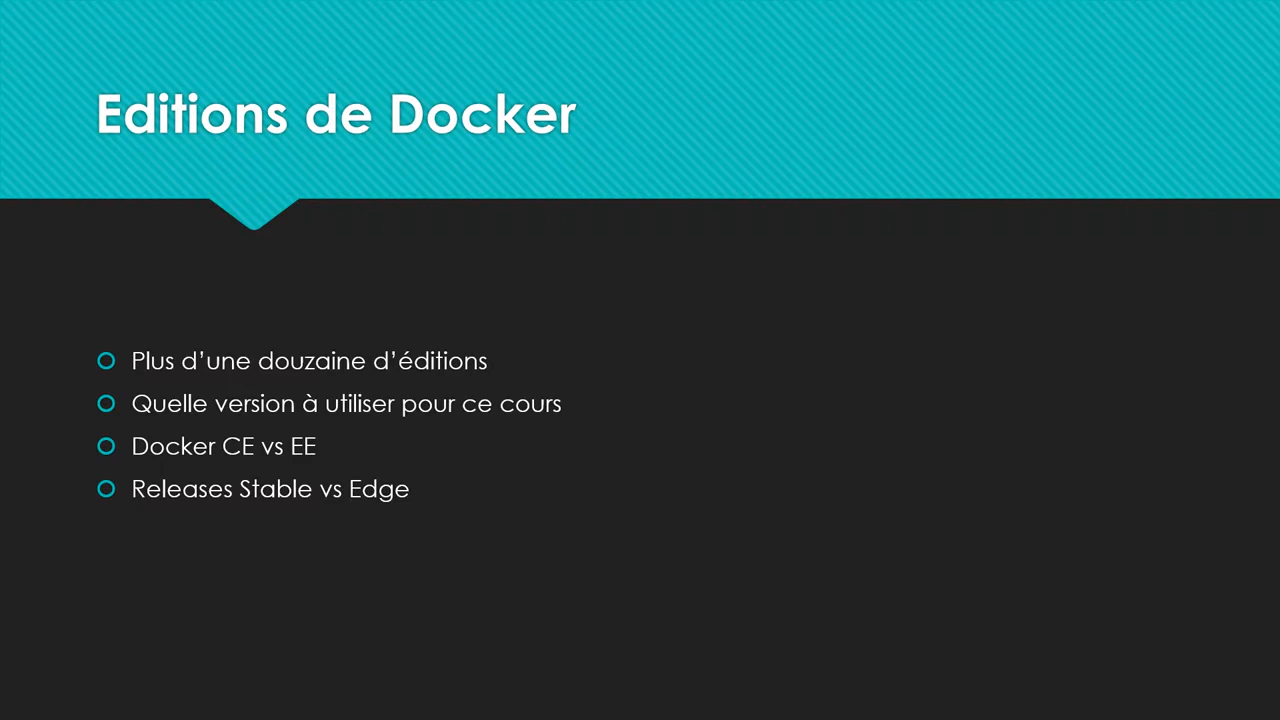 Editions de Docker
Plus d’une douzaine d’éditions
Quelle version à utiliser pour ce cours
Docker CE vs EE
Releases Stable vs Edge